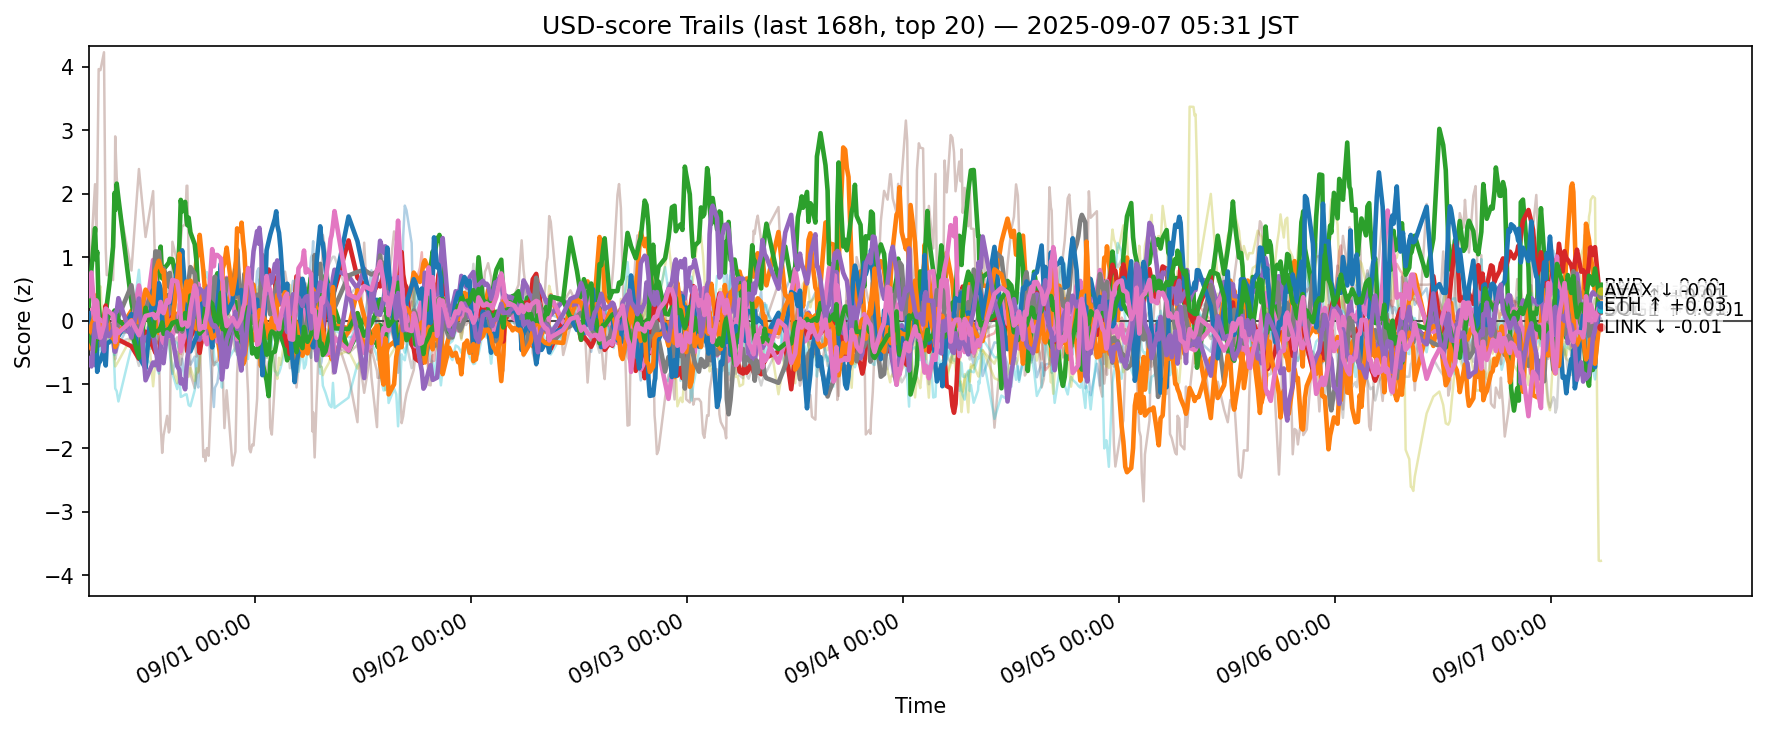 USD-score Trails (last 168h, top 20) — 2025-09-07 05:31 JST
Score (z)
4
3
2
1
0
−1
−2
−3
−4
AVAX ↓ -0.01
ETH ↑ +0.03
LINK ↓ -0.01
09/01 00:00
09/02 00:00
09/03 00:00
09/04 00:00
09/05 00:00
09/06 00:00
09/07 00:00
Time